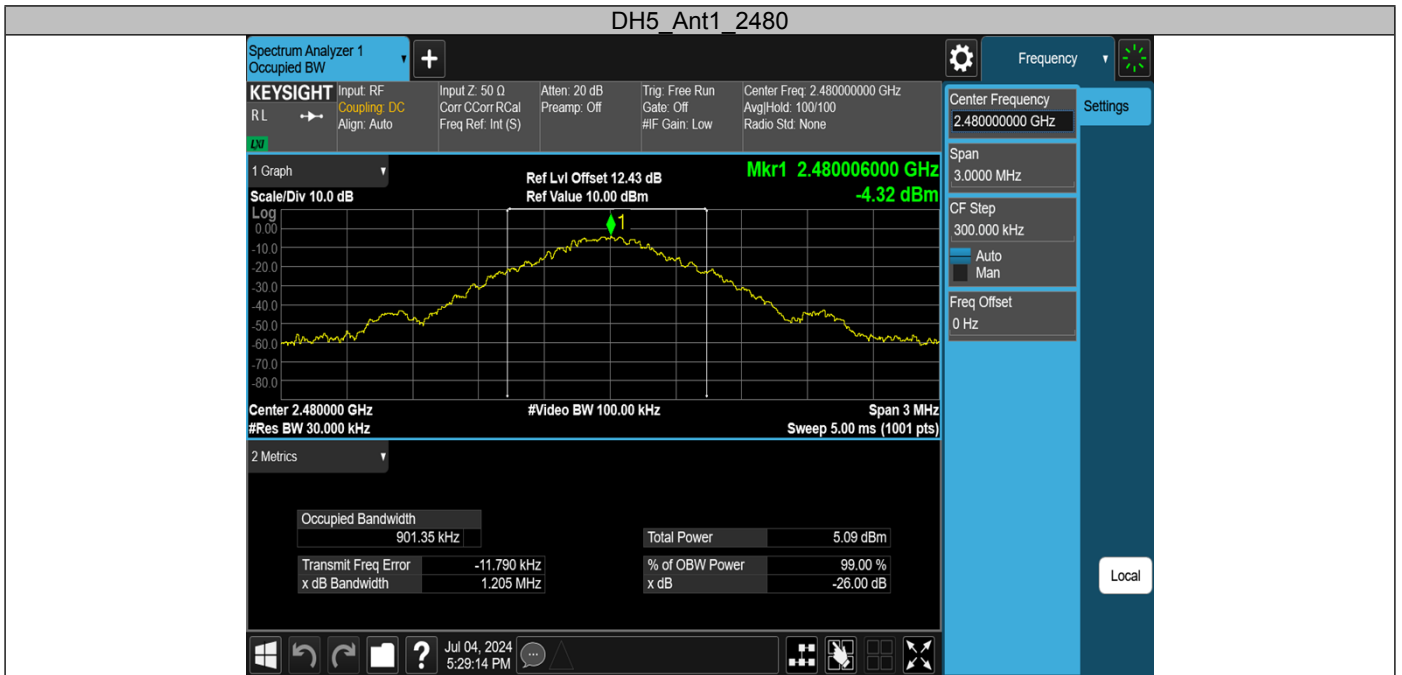 DH5_Ant1_2480
Spectrum Analyzer 1
Occupied BW
+
Frequency
KEYSIGHT
RL
LXI
Input: RF
Coupling: DC
Align: Auto
Input Z: 50 Ω
Corr CCorr RCal
Freq Ref: Int (S)
Atten: 20 dB
Preamp: Off
Trig: Free Run
Gate: Off
#IF Gain: Low
Center Freq: 2.480000000 GHz
Avg|Hold: 100/100
Radio Std: None
Center Frequency
2.480000000 GHz
Settings
Span
3.0000 MHz
CF Step
300.000 kHz
Auto
Man
Freq Offset
0 Hz
Local
1 Graph
Scale/Div 10.0 dB
Ref Lvl Offset 12.43 dB
Ref Value 10.00 dBm
Mkr1 2.480006000 GHz
-4.32 dBm
Log
0.00
-10.0
-20.0
-30.0
-40.0
-50.0
-60.0
-70.0
-80.0
1
Center 2.480000 GHz
#Res BW 30.000 kHz
#Video BW 100.00 kHz
Span 3 MHz
Sweep 5.00 ms (1001 pts)
2 Metrics
Occupied Bandwidth
901.35 kHz
Total Power 5.09 dBm
Transmit Freq Error -11.790 kHz
% of OBW Power 99.00 %
x dB Bandwidth 1.205 MHz
x dB -26.00 dB
?
Jul 04, 2024
5:29:14 PM